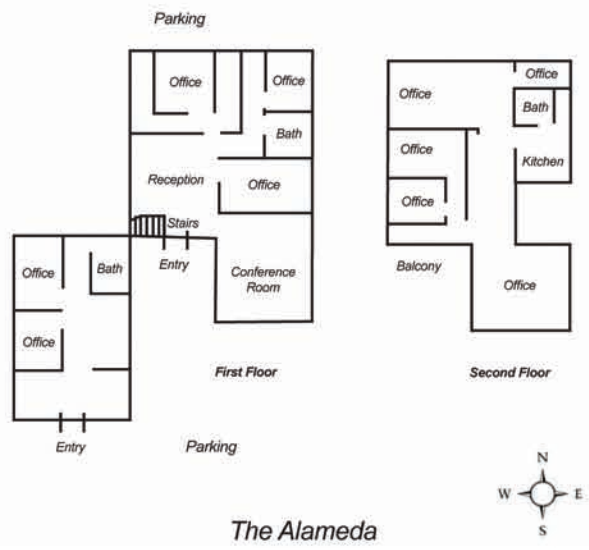 Parking
Office
Office
Bath
Reception
Office
Stairs
Entry
Conference
Room
Office
Bath
Office
First Floor
Entry
Parking
Office
Office
Bath
Office
Kitchen
Office
Balcony
Office
Second Floor
N
W
E
S
The Alameda